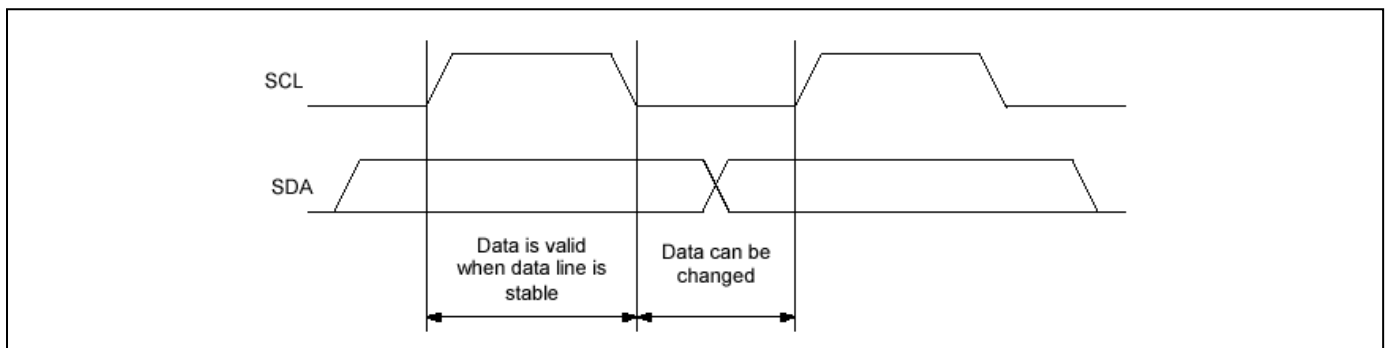 SCL
SDA
Data is valid
when data line is
stable
Data can be
changed